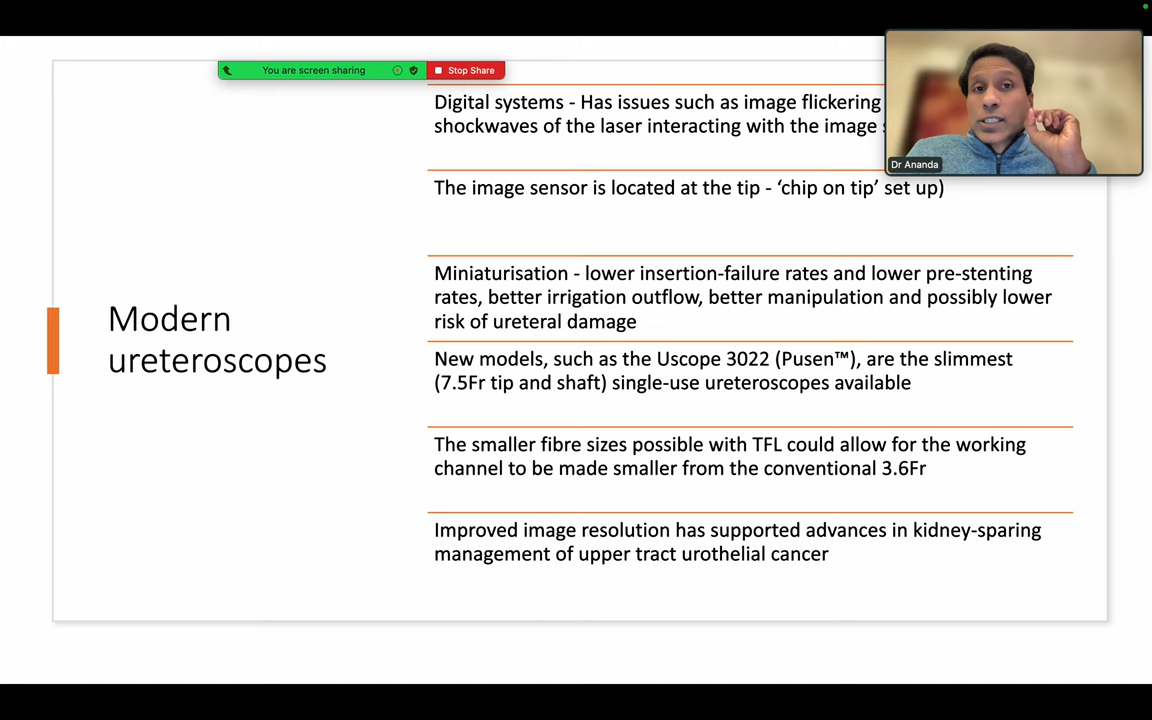 You are screen sharing
Stop Share
Digital systems - Has issues such as image flickering
shockwaves of the laser interacting with the image
Dr Ananda
The image sensor is located at the tip - ‘chip on tip’ set up)
Miniaturisation - lower insertion-failure rates and lower pre-stenting
rates, better irrigation outflow, better manipulation and possibly lower
risk of ureteral damage
Modern
ureteroscopes
New models, such as the Uscope 3022 (Pusen™), are the slimmest
(7.5Fr tip and shaft) single-use ureteroscopes available
The smaller fibre sizes possible with TFL could allow for the working
channel to be made smaller from the conventional 3.6Fr
Improved image resolution has supported advances in kidney-sparing
management of upper tract urothelial cancer